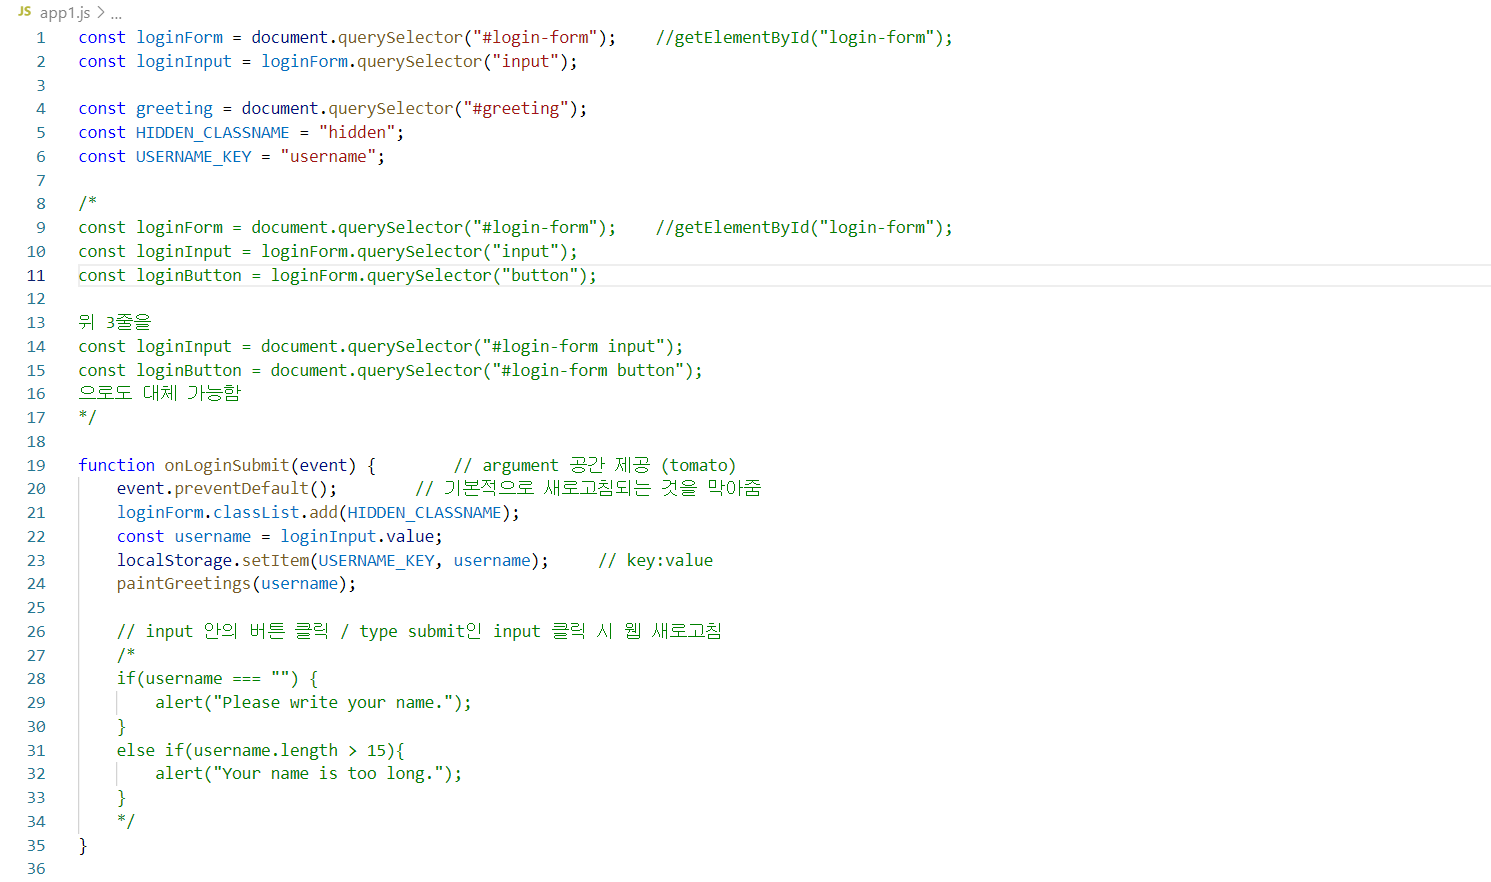 JS app1.js > ...
1 const loginForm = document.querySelector("#login-form");    //getElementById("login-form");
2 const loginInput = loginForm.querySelector("input");
3
4 const greeting = document.querySelector("#greeting");
5 const HIDDEN_CLASSNAME = "hidden";
6 const USERNAME_KEY = "username";
7
8 /*
9 const loginForm = document.querySelector("#login-form");    //getElementById("login-form");
10 const loginInput = loginForm.querySelector("input");
11 const loginButton = loginForm.querySelector("button");
12
13 위 3줄을
14 const loginInput = document.querySelector("#login-form input");
15 const loginButton = document.querySelector("#login-form button");
16 으로도 대체 가능함
17 */
18
19 function onLoginSubmit(event) {        // argument 공간 제공 (tomato)
20     event.preventDefault();        // 기본적으로 새로고침되는 것을 막아줌
21     loginForm.classList.add(HIDDEN_CLASSNAME);
22     const username = loginInput.value;
23     localStorage.setItem(USERNAME_KEY, username);     // key:value
24     paintGreetings(username);
25
26     // input 안의 버튼 클릭 / type submit인 input 클릭 시 웹 새로고침
27     /*
28     if(username === "") {
29         alert("Please write your name.");
30     }
31     else if(username.length > 15){
32         alert("Your name is too long.");
33     }
34     */
35 }
36